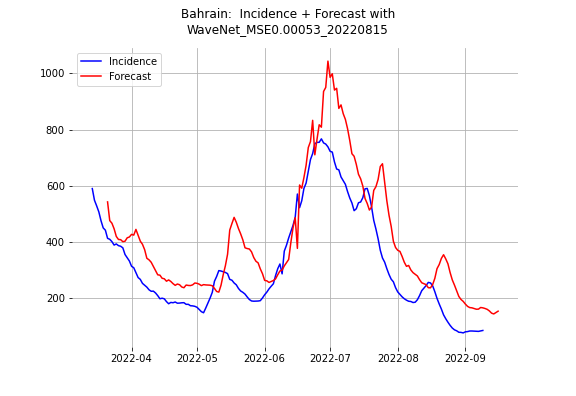 Bahrain:  Incidence + Forecast with
WaveNet_MSE0.00053_20220815
Incidence
Forecast
1000
800
600
400
200
2022-04 2022-05 2022-06 2022-07 2022-08 2022-09